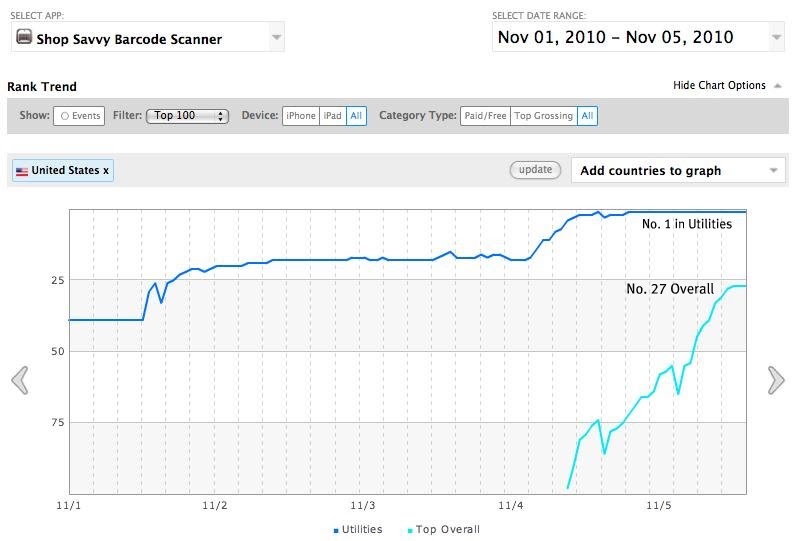 SELECT APP: SELECT DATE RANGE:
Shop Savvy Barcode Scanner Nov 01, 2010 – Nov 05, 2010
Rank Trend Hide Chart Options
Show: Events Filter: Top 100 Device: iPhone iPad All Category Type: Paid/Free Top Grossing All
United States x update Add countries to graph
No. 1 in Utilities
25
No. 27 Overall
50
75
11/1 11/2 11/3 11/4 11/5
Utilities Top Overall